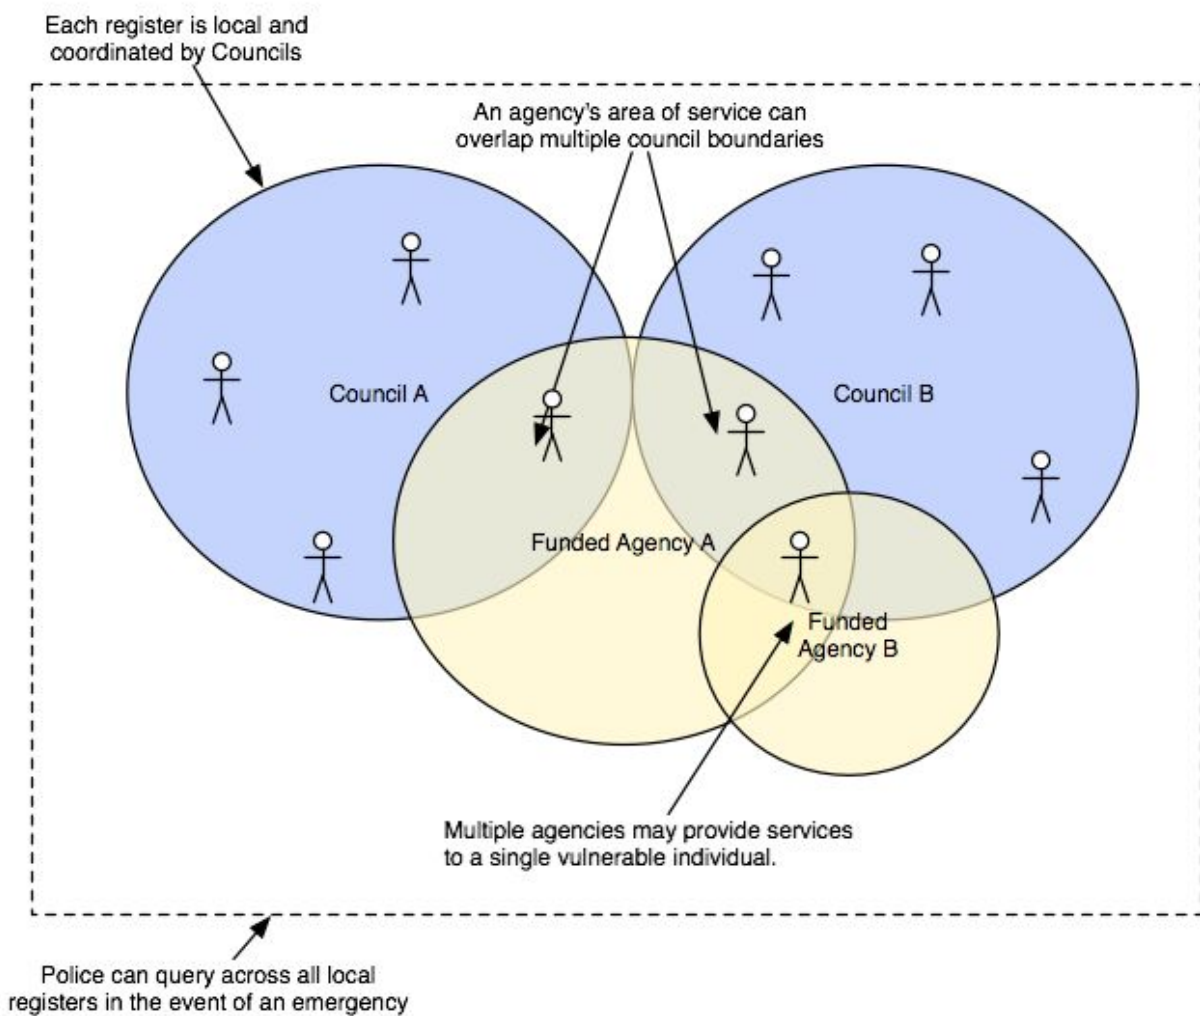 Each register is local and
coordinated by Councils
An agency's area of service can
overlap multiple council boundaries
Council A
Council B
Funded Agency A
Funded
Agency B
Multiple agencies may provide services
to a single vulnerable individual.
Police can query across all local
registers in the event of an emergency